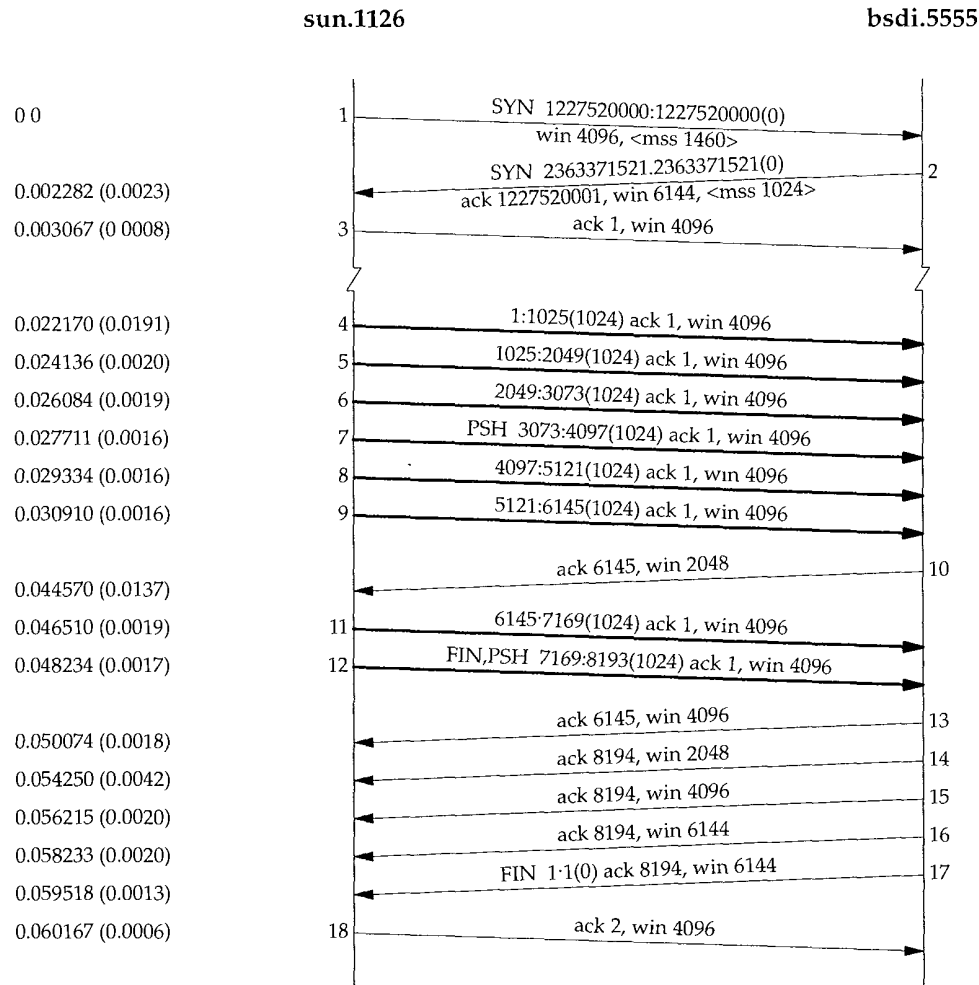 sun.1126 bsdi.5555
0 0 1 SYN 1227520000:1227520000(0)
win 4096, <mss 1460>
SYN 2363371521.2363371521(0) 2
0.002282 (0.0023) ack 1227520001, win 6144, <mss 1024>
0.003067 (0 0008) 3 ack 1, win 4096
0.022170 (0.0191) 4 1:1025(1024) ack 1, win 4096
0.024136 (0.0020) 5 1025:2049(1024) ack 1, win 4096
0.026084 (0.0019) 6 2049:3073(1024) ack 1, win 4096
0.027711 (0.0016) 7 PSH 3073:4097(1024) ack 1, win 4096
0.029334 (0.0016) 8 4097:5121(1024) ack 1, win 4096
0.030910 (0.0016) 9 5121:6145(1024) ack 1, win 4096
ack 6145, win 2048 10
0.044570 (0.0137)
0.046510 (0.0019) 11 6145·7169(1024) ack 1, win 4096
0.048234 (0.0017) 12 FIN,PSH 7169:8193(1024) ack 1, win 4096
ack 6145, win 4096 13
0.050074 (0.0018)
ack 8194, win 2048 14
0.054250 (0.0042)
ack 8194, win 4096 15
0.056215 (0.0020)
ack 8194, win 6144 16
0.058233 (0.0020)
FIN 1·1(0) ack 8194, win 6144 17
0.059518 (0.0013)
0.060167 (0.0006) 18 ack 2, win 4096